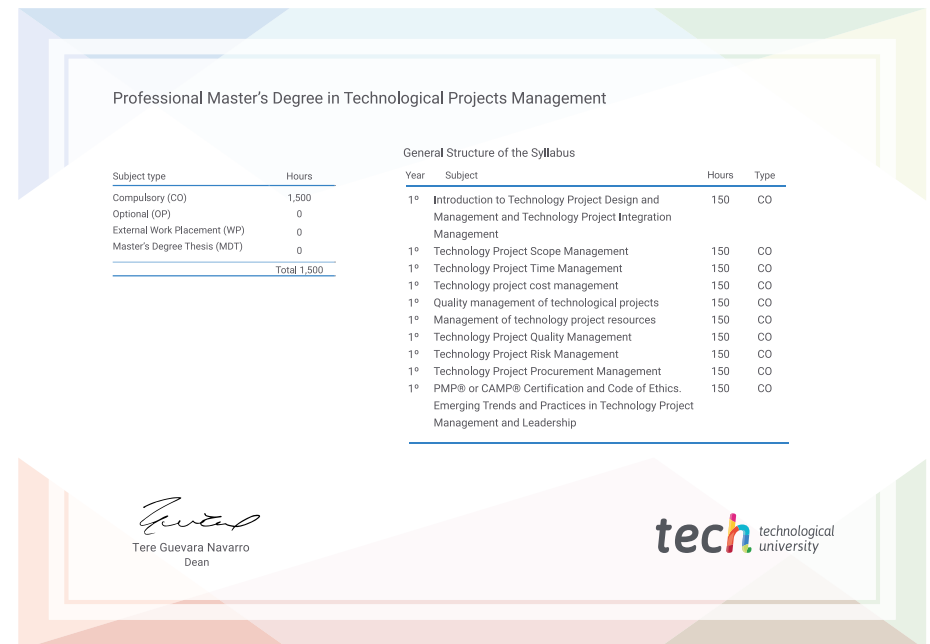 Professional Master's Degree in Technological Projects Management
Subject type Hours
Compulsory (CO) 1,500
Optional (OP) 0
External Work Placement (WP) 0
Master's Degree Thesis (MDT) 0
Total 1,500
General Structure of the Syllabus
Year Subject Hours Type
1º Introduction to Technology Project Design and 150 CO
Management and Technology Project Integration
Management
1º Technology Project Scope Management 150 CO
1º Technology Project Time Management 150 CO
1º Technology project cost management 150 CO
1º Quality management of technological projects 150 CO
1º Management of technology project resources 150 CO
1º Technology Project Quality Management 150 CO
1º Technology Project Risk Management 150 CO
1º Technology Project Procurement Management 150 CO
1º PMP® or CAMP® Certification and Code of Ethics. 150 CO
Emerging Trends and Practices in Technology Project
Management and Leadership
Tere Guevara Navarro
Dean
tech technological
university